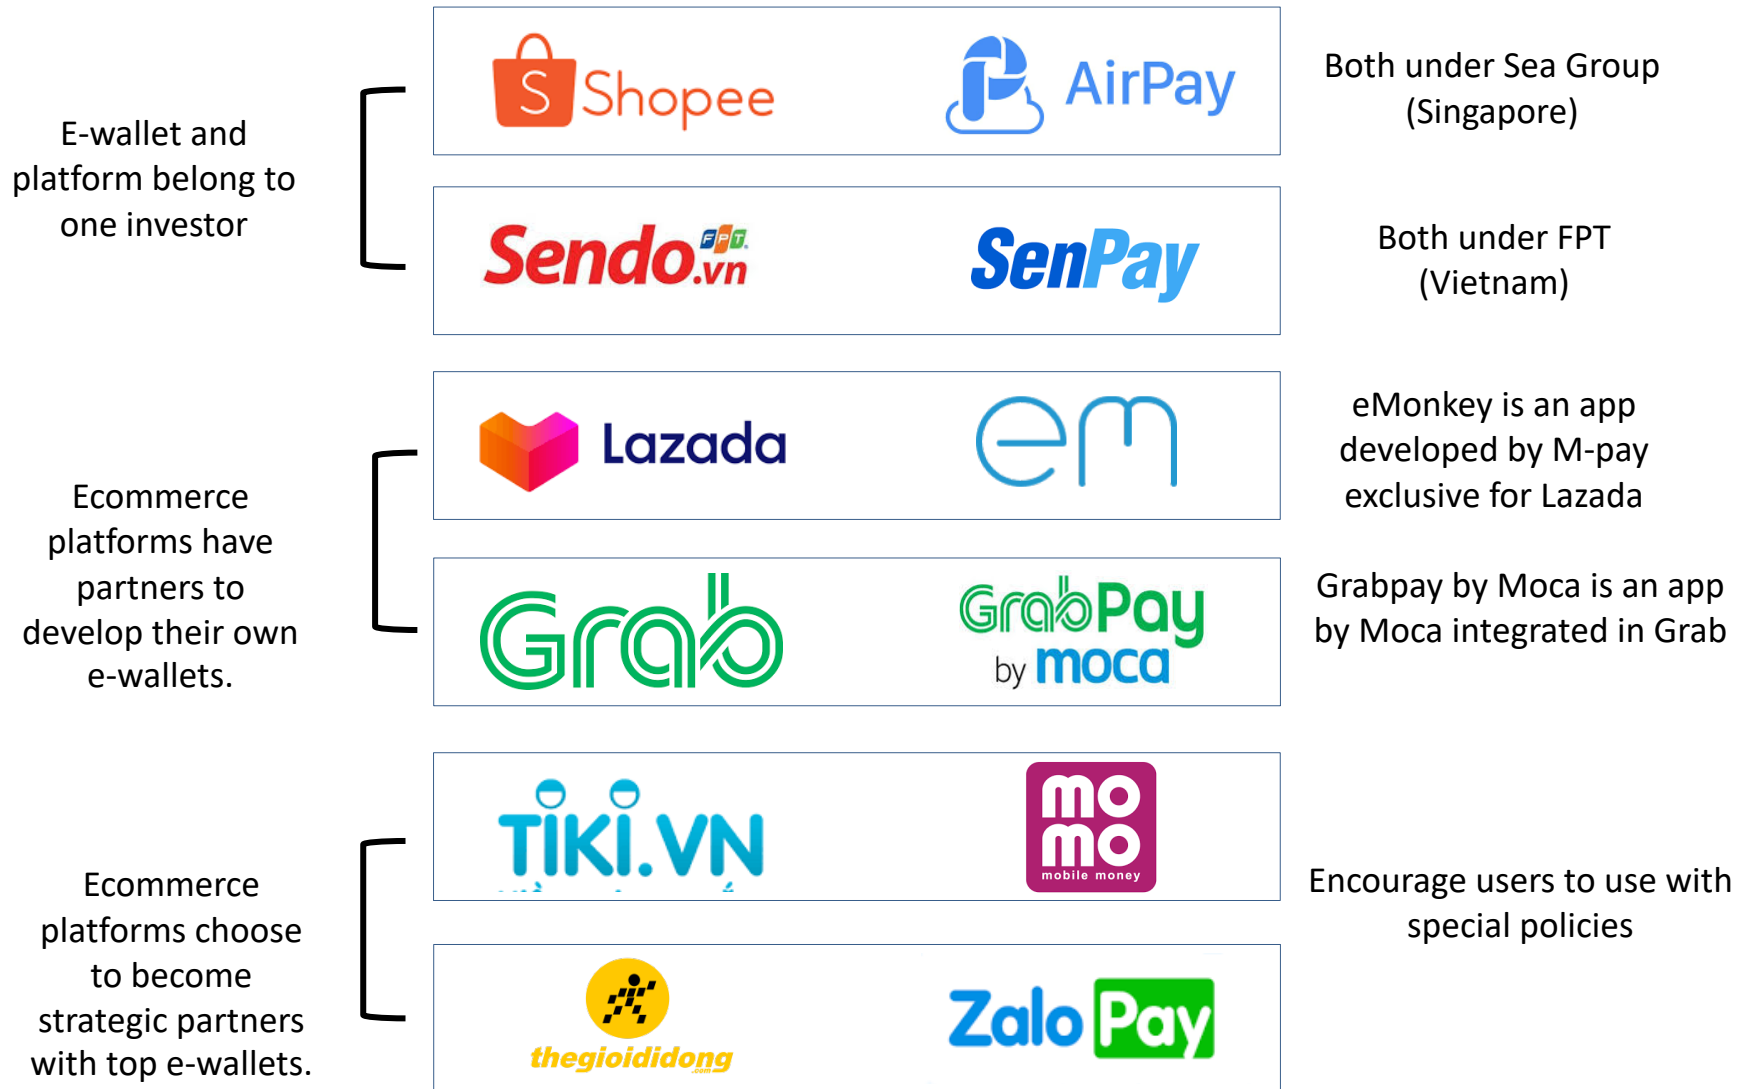 E-wallet and
platform belong to
one investor
S Shopee
AirPay
Both under Sea Group
(Singapore)
Sendo.vn FPT
SenPay
Both under FPT
(Vietnam)
Ecommerce
platforms have
partners to
develop their own
e-wallets.
Lazada
em
eMonkey is an app
developed by M-pay
exclusive for Lazada
Grab
GrabPay
by moca
Grabpay by Moca is an app
by Moca integrated in Grab
Ecommerce
platforms choose
to become
strategic partners
with top e-wallets.
TiKi.VN
mo
mo
mobile money
Encourage users to use with
special policies
thegioididong
.com
Zalo Pay